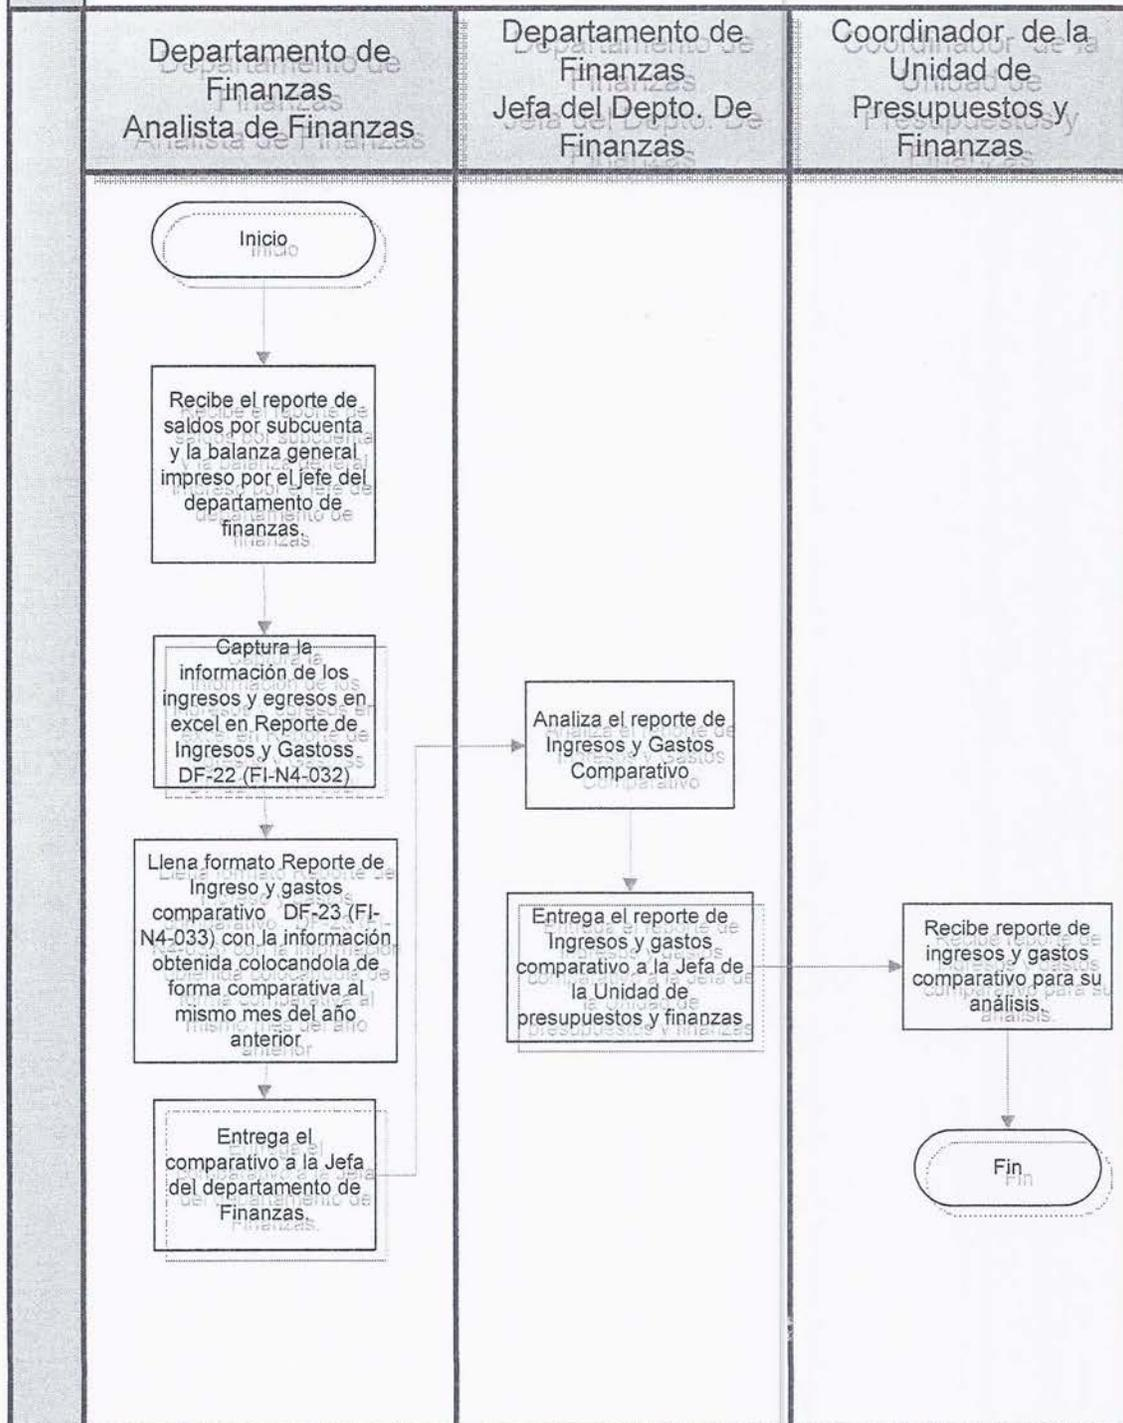 Departamento de
Finanzas
Analista de Finanzas
Departamento de
Finanzas
Jefa del Depto. De
Finanzas
Coordinador de la
Unidad de
Presupuestos y
Finanzas
Inicio
Recibe el reporte de
saldos por subcuenta
y la balanza general
impreso por el jefe del
departamento de
finanzas.
Captura la
información de los
ingresos y egresos en
excel en Reporte de
Ingresos y Gastoss
DF-22 (FI-N4-032)
Llena formato Reporte de
Ingreso y gastos
comparativo DF-23 (FI-
N4-033) con la información
obtenida colocandola de
forma comparativa al
mismo mes del año
anterior
Entrega el
comparativo a la Jefa
del departamento de
Finanzas.
Analiza el reporte de
Ingresos y Gastos
Comparativo
Entrega el reporte de
Ingresos y gastos
comparativo a la Jefa de
la Unidad de
presupuestos y finanzas
Recibe reporte de
ingresos y gastos
comparativo para su
análisis.
Fin